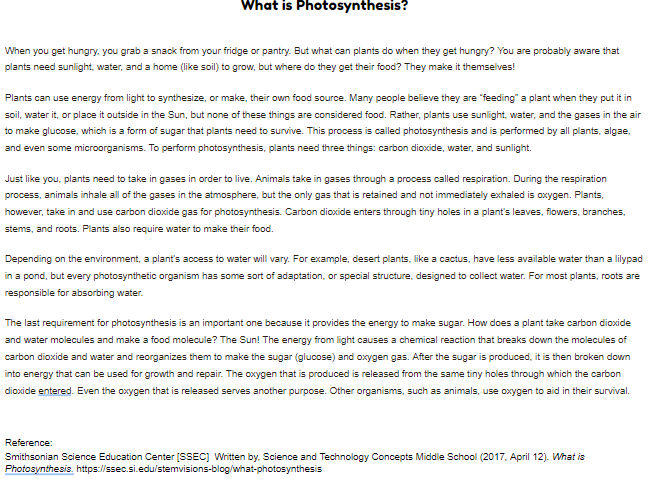 What is Photosynthesis?
When you get hungry, you grab a snack from your fridge or pantry. But what can plants do when they get hungry? You are probably aware that
plants need sunlight, water, and a home (like soil) to grow, but where do they get their food? They make it themselves!
Plants can use energy from light to synthesize, or make, their own food source. Many people believe they are "feeding" a plant when they put it in
soil, water it, or place it outside in the Sun, but none of these things are considered food. Rather, plants use sunlight, water, and the gases in the air
to make glucose, which is a form of sugar that plants need to survive. This process is called photosynthesis and is performed by all plants, algae,
and even some microorganisms. To perform photosynthesis, plants need three things: carbon dioxide, water, and sunlight.
Just like you, plants need to take in gases in order to live. Animals take in gases through a process called respiration. During the respiration
process, animals inhale all of the gases in the atmosphere, but the only gas that is retained and not immediately exhaled is oxygen. Plants,
however, take in and use carbon dioxide gas for photosynthesis. Carbon dioxide enters through tiny holes in a plant's leaves, flowers, branches,
stems, and roots. Plants also require water to make their food.
Depending on the environment, a plant's access to water will vary. For example, desert plants, like a cactus, have less available water than a lilypad
in a pond, but every photosynthetic organism has some sort of adaptation, or special structure, designed to collect water. For most plants, roots are
responsible for absorbing water.
The last requirement for photosynthesis is an important one because it provides the energy to make sugar. How does a plant take carbon dioxide
and water molecules and make a food molecule? The Sun! The energy from light causes a chemical reaction that breaks down the molecules of
carbon dioxide and water and reorganizes them to make the sugar (glucose) and oxygen gas. After the sugar is produced, it is then broken down
into energy that can be used for growth and repair. The oxygen that is produced is released from the same tiny holes through which the carbon
dioxide entered. Even the oxygen that is released serves another purpose. Other organisms, such as animals, use oxygen to aid in their survival.
Reference:
Smithsonian Science Education Center [SSEC] Written by, Science and Technology Concepts Middle School (2017, April 12). What is
Photosynthesis. https://ssec.si.edu/stemvisions-blog/what-photosynthesis